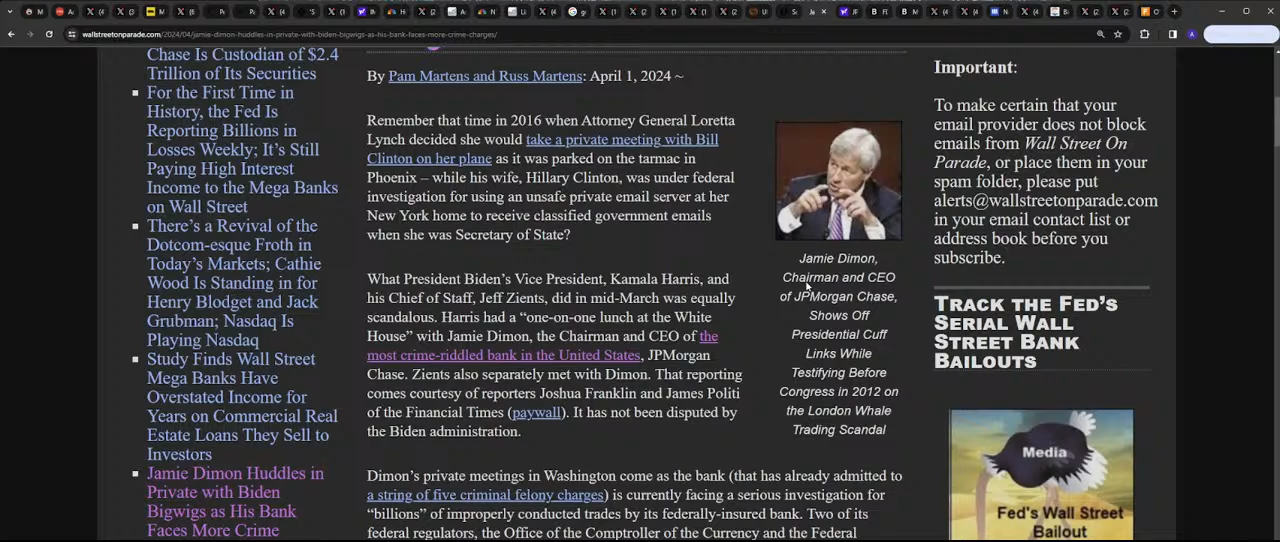 wallstreetonparade.com/2024/04/jamie-dimon-huddles-in-private-with-biden-bigwigs-as-his-bank-faces-more-crime-charges/
Chase Is Custodian of $2.4
Trillion of Its Securities
For the First Time in
History, the Fed Is
Reporting Billions in
Losses Weekly; It’s Still
Paying High Interest
Income to the Mega Banks
on Wall Street
There’s a Revival of the
Dotcom-esque Froth in
Today’s Markets; Cathie
Wood Is Standing in for
Henry Blodget and Jack
Grubman; Nasdaq Is
Playing Nasdaq
Study Finds Wall Street
Mega Banks Have
Overstated Income for
Years on Commercial Real
Estate Loans They Sell to
Investors
Jamie Dimon Huddles in
Private with Biden
Bigwigs as His Bank
Faces More Crime
By Pam Martens and Russ Martens: April 1, 2024 ~
Remember that time in 2016 when Attorney General Loretta
Lynch decided she would take a private meeting with Bill
Clinton on her plane as it was parked on the tarmac in
Phoenix – while his wife, Hillary Clinton, was under federal
investigation for using an unsafe private email server at her
New York home to receive classified government emails
when she was Secretary of State?
What President Biden’s Vice President, Kamala Harris, and
his Chief of Staff, Jeff Zients, did in mid-March was equally
scandalous. Harris had a “one-on-one lunch at the White
House” with Jamie Dimon, the Chairman and CEO of the
most crime-riddled bank in the United States, JPMorgan
Chase. Zients also separately met with Dimon. That reporting
comes courtesy of reporters Joshua Franklin and James Politi
of the Financial Times (paywall). It has not been disputed by
the Biden administration.
Dimon’s private meetings in Washington come as the bank (that has already admitted to
a string of five criminal felony charges) is currently facing a serious investigation for
“billions” of improperly conducted trades by its federally-insured bank. Two of its
federal regulators, the Office of the Comptroller of the Currency and the Federal
Jamie Dimon,
Chairman and CEO
of JPMorgan Chase,
Shows Off
Presidential Cuff
Links While
Testifying Before
Congress in 2012 on
the London Whale
Trading Scandal
Important:
To make certain that your
email provider does not block
emails from Wall Street On
Parade, or place them in your
spam folder, please put
alerts@wallstreetonparade.com
in your email contact list or
address book before you
subscribe.
Track the Fed’s
Serial Wall
Street Bank
Bailouts
Media
Fed's Wall Street
Bailout